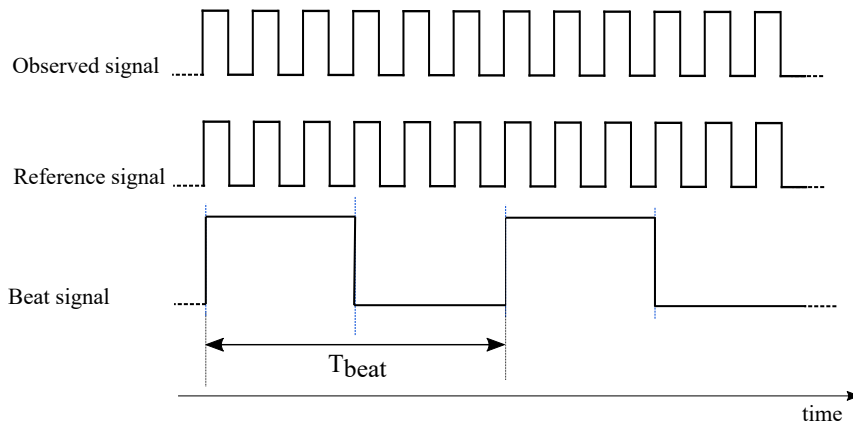 Observed signal
Reference signal
Beat signal
Tbeat
time